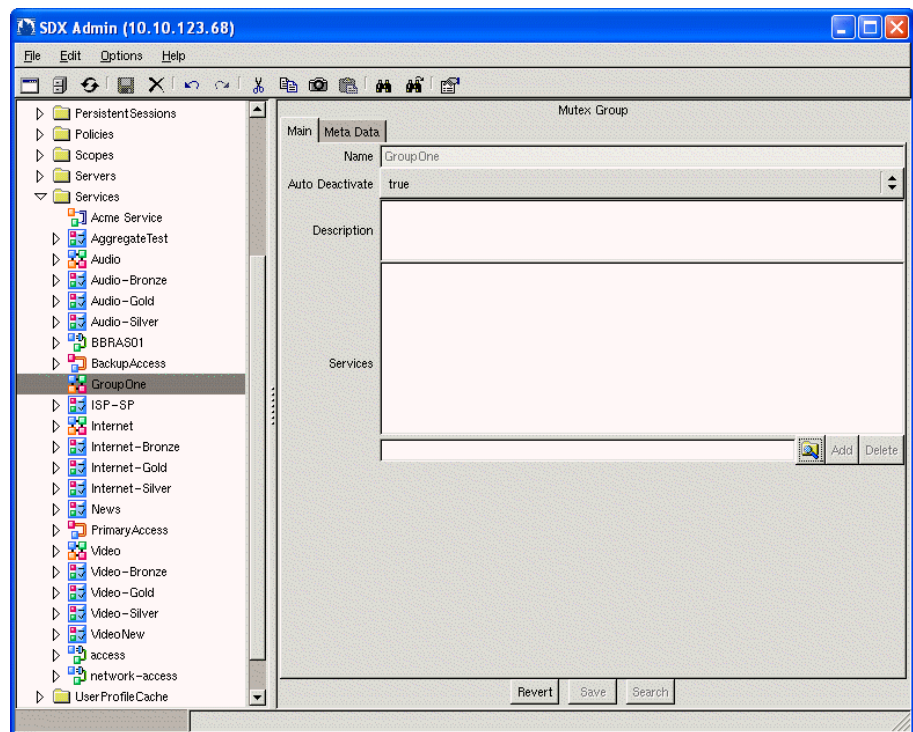 SDX Admin (10.10.123.68)
File Edit Options Help
Mutex Group
Main Meta Data
Name GroupOne
Auto Deactivate true
Description
Services
Add Delete
PersistentSessions
Policies
Scopes
Servers
Services
Acme Service
AggregateTest
Audio
Audio-Bronze
Audio-Gold
Audio-Silver
BBRAS01
BackupAccess
GroupOne
ISP-SP
Internet
Internet-Bronze
Internet-Gold
Internet-Silver
News
PrimaryAccess
Video
Video-Bronze
Video-Gold
Video-Silver
VideoNew
access
network-access
UserProfileCache
Revert Save Search